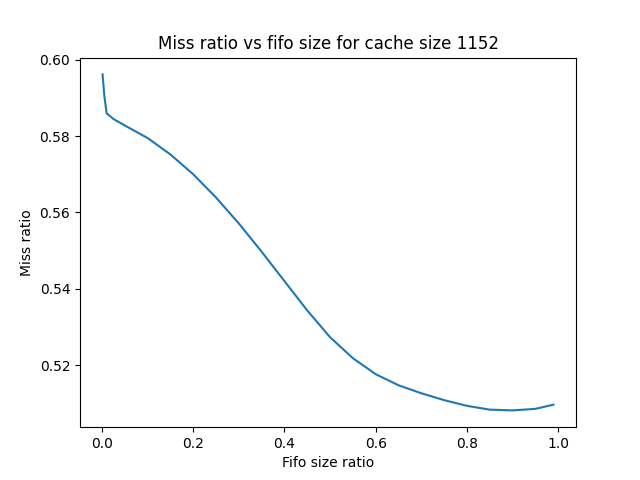 Miss ratio vs fifo size for cache size 1152
0.60
0.58
0.56
0.54
0.52
Miss ratio
0.0 0.2 0.4 0.6 0.8 1.0
Fifo size ratio